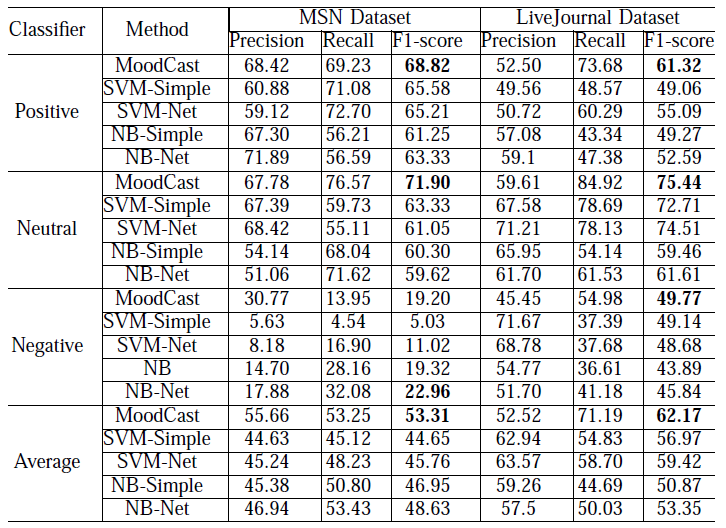 Classifier Method MSN Dataset LiveJournal Dataset
Precision Recall F1-score Precision Recall F1-score
Positive
MoodCast 68.42 69.23 68.82 52.50 73.68 61.32
SVM-Simple 60.88 71.08 65.58 49.56 48.57 49.06
SVM-Net 59.12 72.70 65.21 50.72 60.29 55.09
NB-Simple 67.30 56.21 61.25 57.08 43.34 49.27
NB-Net 71.89 56.59 63.33 59.1 47.38 52.59
Neutral
MoodCast 67.78 76.57 71.90 59.61 84.92 75.44
SVM-Simple 67.39 59.73 63.33 67.58 78.69 72.71
SVM-Net 68.42 55.11 61.05 71.21 78.13 74.51
NB-Simple 54.14 68.04 60.30 65.95 54.14 59.46
NB-Net 51.06 71.62 59.62 61.70 61.53 61.61
Negative
MoodCast 30.77 13.95 19.20 45.45 54.98 49.77
SVM-Simple 5.63 4.54 5.03 71.67 37.39 49.14
SVM-Net 8.18 16.90 11.02 68.78 37.68 48.68
NB 14.70 28.16 19.32 54.77 36.61 43.89
NB-Net 17.88 32.08 22.96 51.70 41.18 45.84
Average
MoodCast 55.66 53.25 53.31 52.52 71.19 62.17
SVM-Simple 44.63 45.12 44.65 62.94 54.83 56.97
SVM-Net 45.24 48.23 45.76 63.57 58.70 59.42
NB-Simple 45.38 50.80 46.95 59.26 44.69 50.87
NB-Net 46.94 53.43 48.63 57.5 50.03 53.35